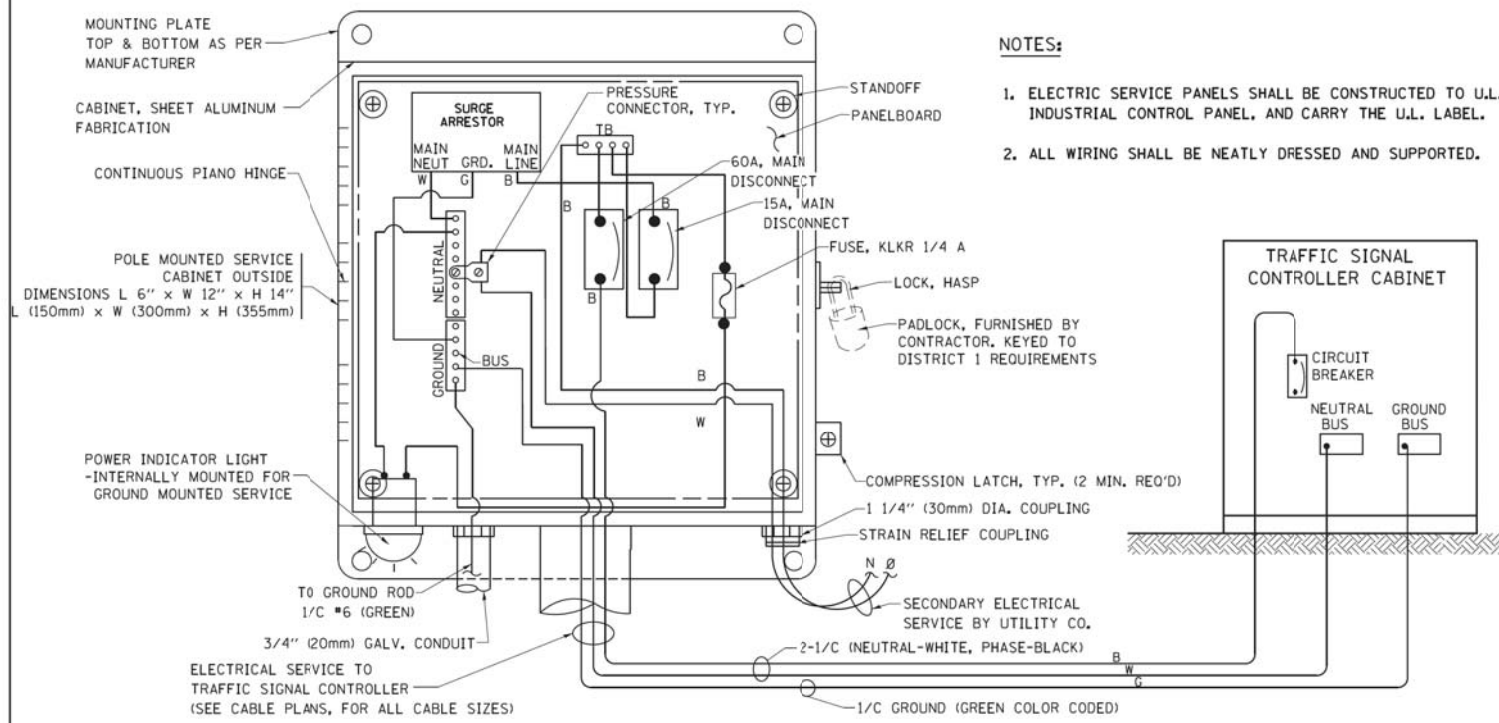 MOUNTING PLATE
TOP & BOTTOM AS PER
MANUFACTURER
CABINET, SHEET ALUMINUM
FABRICATION
CONTINUOUS PIANO HINGE
POLE MOUNTED SERVICE
CABINET OUTSIDE
DIMENSIONS L 6" x W 12" x H 14"
L (150mm) x W (300mm) x H (355mm)
POWER INDICATOR LIGHT
-INTERNALLY MOUNTED FOR
GROUND MOUNTED SERVICE
SURGE
ARRESTOR
MAIN
NEUT
GRD.
MAIN
LINE
W
G
B
NEUTRAL
GROUND
BUS
PRESSURE
CONNECTOR, TYP.
TB
B
B
B
B
W
60A, MAIN
DISCONNECT
15A, MAIN
DISCONNECT
FUSE, KLKR 1/4 A
STANDOFF
PANELBOARD
LOCK, HASP
PADLOCK, FURNISHED BY
CONTRACTOR. KEYED TO
DISTRICT 1 REQUIREMENTS
COMPRESSION LATCH, TYP. (2 MIN. REQ'D)
1 1/4" (30mm) DIA. COUPLING
STRAIN RELIEF COUPLING
N Ø
SECONDARY ELECTRICAL
SERVICE BY UTILITY CO.
TO GROUND ROD
1/C #6 (GREEN)
3/4" (20mm) GALV. CONDUIT
ELECTRICAL SERVICE TO
TRAFFIC SIGNAL CONTROLLER
(SEE CABLE PLANS, FOR ALL CABLE SIZES)
2-1/C (NEUTRAL-WHITE, PHASE-BLACK)
B
W
G
1/C GROUND (GREEN COLOR CODED)
NOTES:
1. ELECTRIC SERVICE PANELS SHALL BE CONSTRUCTED TO U.L.
INDUSTRIAL CONTROL PANEL, AND CARRY THE U.L. LABEL.
2. ALL WIRING SHALL BE NEATLY DRESSED AND SUPPORTED.
TRAFFIC SIGNAL
CONTROLLER CABINET
CIRCUIT
BREAKER
NEUTRAL
BUS
GROUND
BUS